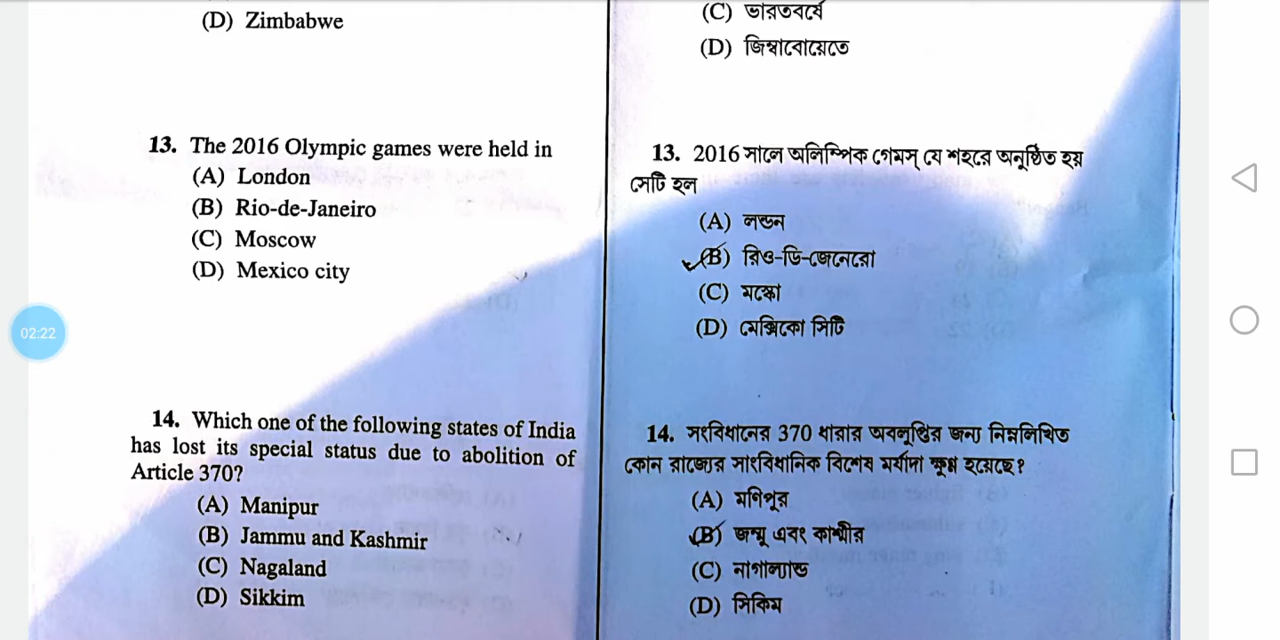 (D) Zimbabwe
13. The 2016 Olympic games were held in
(A) London
(B) Rio-de-Janeiro
(C) Moscow
(D) Mexico city
14. Which one of the following states of India
has lost its special status due to abolition of
Article 370?
(A) Manipur
(B) Jammu and Kashmir
(C) Nagaland
(D) Sikkim
(C) ভারতবর্ষে
(D) জিম্বাবোয়েতে
13. 2016 সালে অলিম্পিক গেমস্ যে শহরে অনুষ্ঠিত হয়
সেটি হল
(A) লন্ডন
(B) রিও-ডি-জেনেরো
(C) মস্কো
(D) মেক্সিকো সিটি
14. সংবিধানের 370 ধারার অবলুপ্তির জন্য নিম্নলিখিত
কোন রাজ্যের সাংবিধানিক বিশেষ মর্যাদা ক্ষুণ্ণ হয়েছে?
(A) মণিপুর
(B) জম্মু এবং কাশ্মীর
(C) নাগাল্যান্ড
(D) সিকিম
02:22